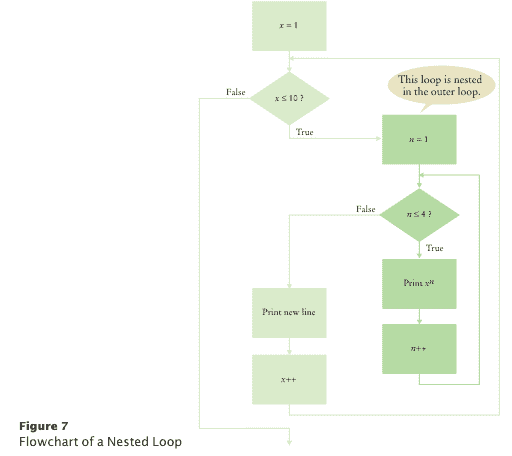 x = 1
False
x ≤ 10 ?
This loop is nested
in the outer loop.
True
n = 1
False
n ≤ 4 ?
True
Print xⁿ
Print new line
n++
x++
Figure 7
Flowchart of a Nested Loop